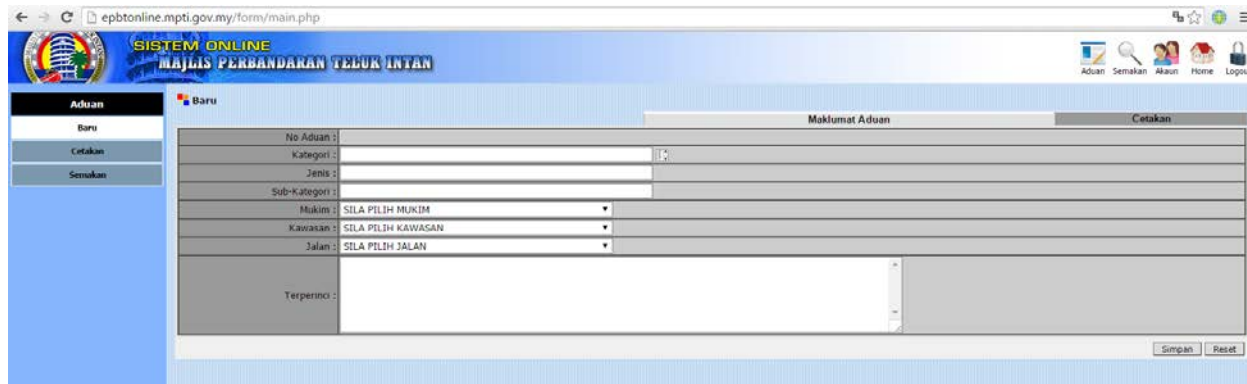 epbtonline.mpti.gov.my/form/main.php
SISTEM ONLINE
MAJLIS PERBANDARAN TELUK INTAN
Aduan Semakan Akaun Home Logou
Aduan
Baru
Cetakan
Semakan
Baru
Maklumat Aduan Cetakan
No Aduan :
Kategori :
Jenis :
Sub-Kategori :
Mukim : SILA PILIH MUKIM
Kawasan : SILA PILIH KAWASAN
Jalan : SILA PILIH JALAN
Terperinci :
Simpan Reset